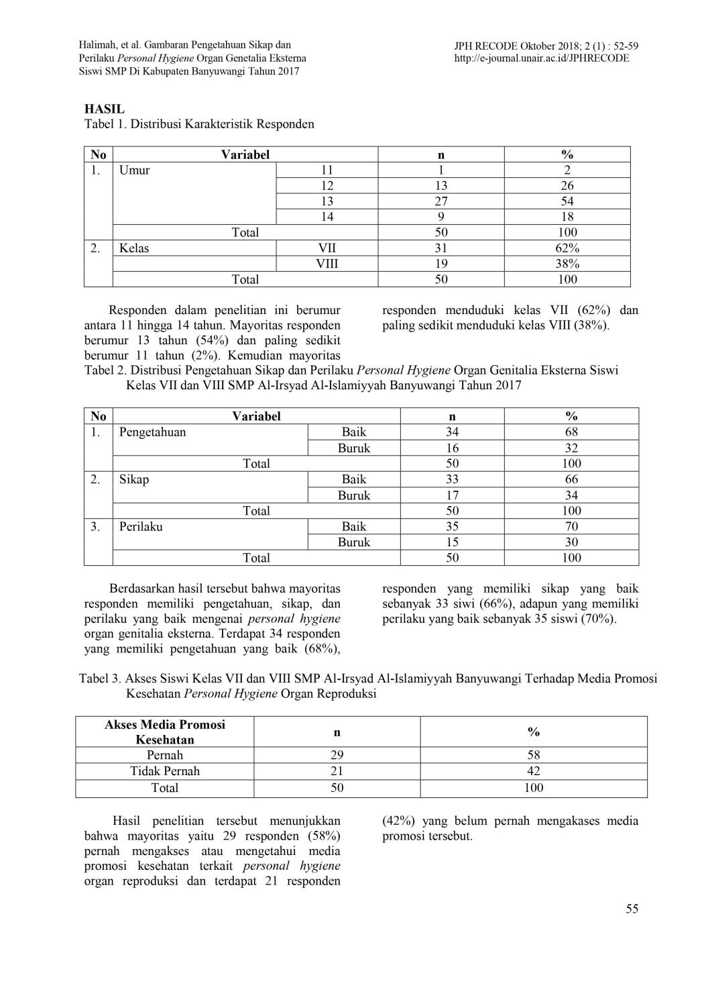 Halimah, et al. Gambaran Pengetahuan Sikap dan
Perilaku Personal Hygiene Organ Genetalia Eksterna
Siswi SMP Di Kabupaten Banyuwangi Tahun 2017
JPH RECODE Oktober 2018; 2 (1) : 52-59
http://e-journal.unair.ac.id/JPHRECODE
HASIL
Tabel 1. Distribusi Karakteristik Responden
No Variabel n %
1. Umur 11 1 2
12 13 26
13 27 54
14 9 18
Total 50 100
2. Kelas VII 31 62%
VIII 19 38%
Total 50 100
Responden dalam penelitian ini berumur
antara 11 hingga 14 tahun. Mayoritas responden
berumur 13 tahun (54%) dan paling sedikit
berumur 11 tahun (2%). Kemudian mayoritas
responden menduduki kelas VII (62%) dan
paling sedikit menduduki kelas VIII (38%).
Tabel 2. Distribusi Pengetahuan Sikap dan Perilaku Personal Hygiene Organ Genitalia Eksterna Siswi
Kelas VII dan VIII SMP Al-Irsyad Al-Islamiyyah Banyuwangi Tahun 2017
No Variabel n %
1. Pengetahuan Baik 34 68
Buruk 16 32
Total 50 100
2. Sikap Baik 33 66
Buruk 17 34
Total 50 100
3. Perilaku Baik 35 70
Buruk 15 30
Total 50 100
Berdasarkan hasil tersebut bahwa mayoritas
responden memiliki pengetahuan, sikap, dan
perilaku yang baik mengenai personal hygiene
organ genitalia eksterna. Terdapat 34 responden
yang memiliki pengetahuan yang baik (68%),
responden yang memiliki sikap yang baik
sebanyak 33 siwi (66%), adapun yang memiliki
perilaku yang baik sebanyak 35 siswi (70%).
Tabel 3. Akses Siswi Kelas VII dan VIII SMP Al-Irsyad Al-Islamiyyah Banyuwangi Terhadap Media Promosi
Kesehatan Personal Hygiene Organ Reproduksi
Akses Media Promosi
Kesehatan n %
Pernah 29 58
Tidak Pernah 21 42
Total 50 100
Hasil penelitian tersebut menunjukkan
bahwa mayoritas yaitu 29 responden (58%)
pernah mengakses atau mengetahui media
promosi kesehatan terkait personal hygiene
organ reproduksi dan terdapat 21 responden
(42%) yang belum pernah mengakases media
promosi tersebut.
55